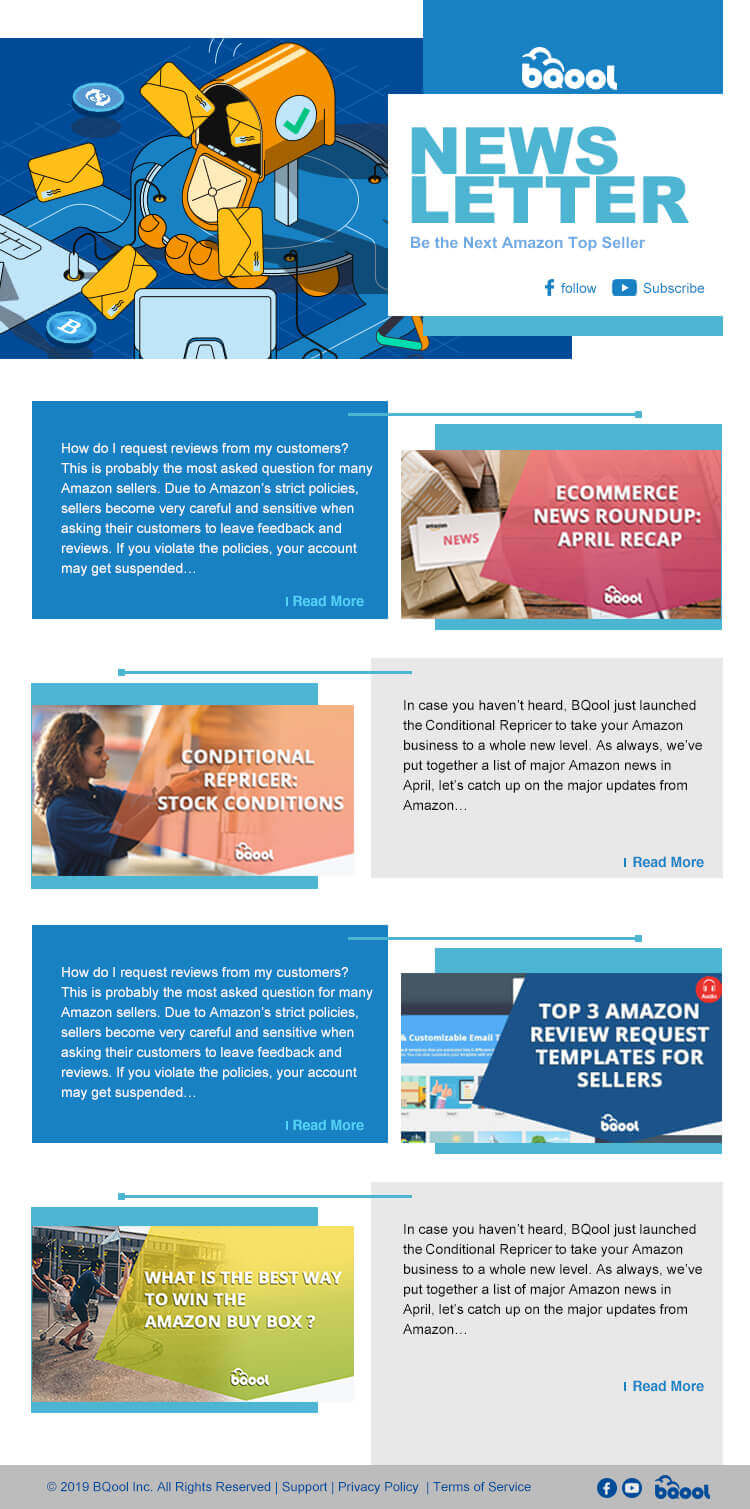 bQool
NEWS
LETTER
Be the Next Amazon Top Seller
follow Subscribe
How do I request reviews from my customers?
This is probably the most asked question for many
Amazon sellers. Due to Amazon’s strict policies,
sellers become very careful and sensitive when
asking their customers to leave feedback and
reviews. If you violate the policies, your account
may get suspended…
| Read More
amazon
NEWS
ECOMMERCE
NEWS ROUNDUP:
APRIL RECAP
bQool
CONDITIONAL
REPRICER:
STOCK CONDITIONS
bQool
In case you haven’t heard, BQool just launched
the Conditional Repricer to take your Amazon
business to a whole new level. As always, we’ve
put together a list of major Amazon news in
April, let’s catch up on the major updates from
Amazon…
| Read More
How do I request reviews from my customers?
This is probably the most asked question for many
Amazon sellers. Due to Amazon’s strict policies,
sellers become very careful and sensitive when
asking their customers to leave feedback and
reviews. If you violate the policies, your account
may get suspended…
| Read More
Audio
& Customizable Email T
TOP 3 AMAZON
REVIEW REQUEST
TEMPLATES FOR
SELLERS
bQool
WHAT IS THE BEST WAY
TO WIN THE
AMAZON BUY BOX ?
bQool
In case you haven’t heard, BQool just launched
the Conditional Repricer to take your Amazon
business to a whole new level. As always, we’ve
put together a list of major Amazon news in
April, let’s catch up on the major updates from
Amazon…
| Read More
© 2019 BQool Inc. All Rights Reserved | Support | Privacy Policy | Terms of Service
bQool